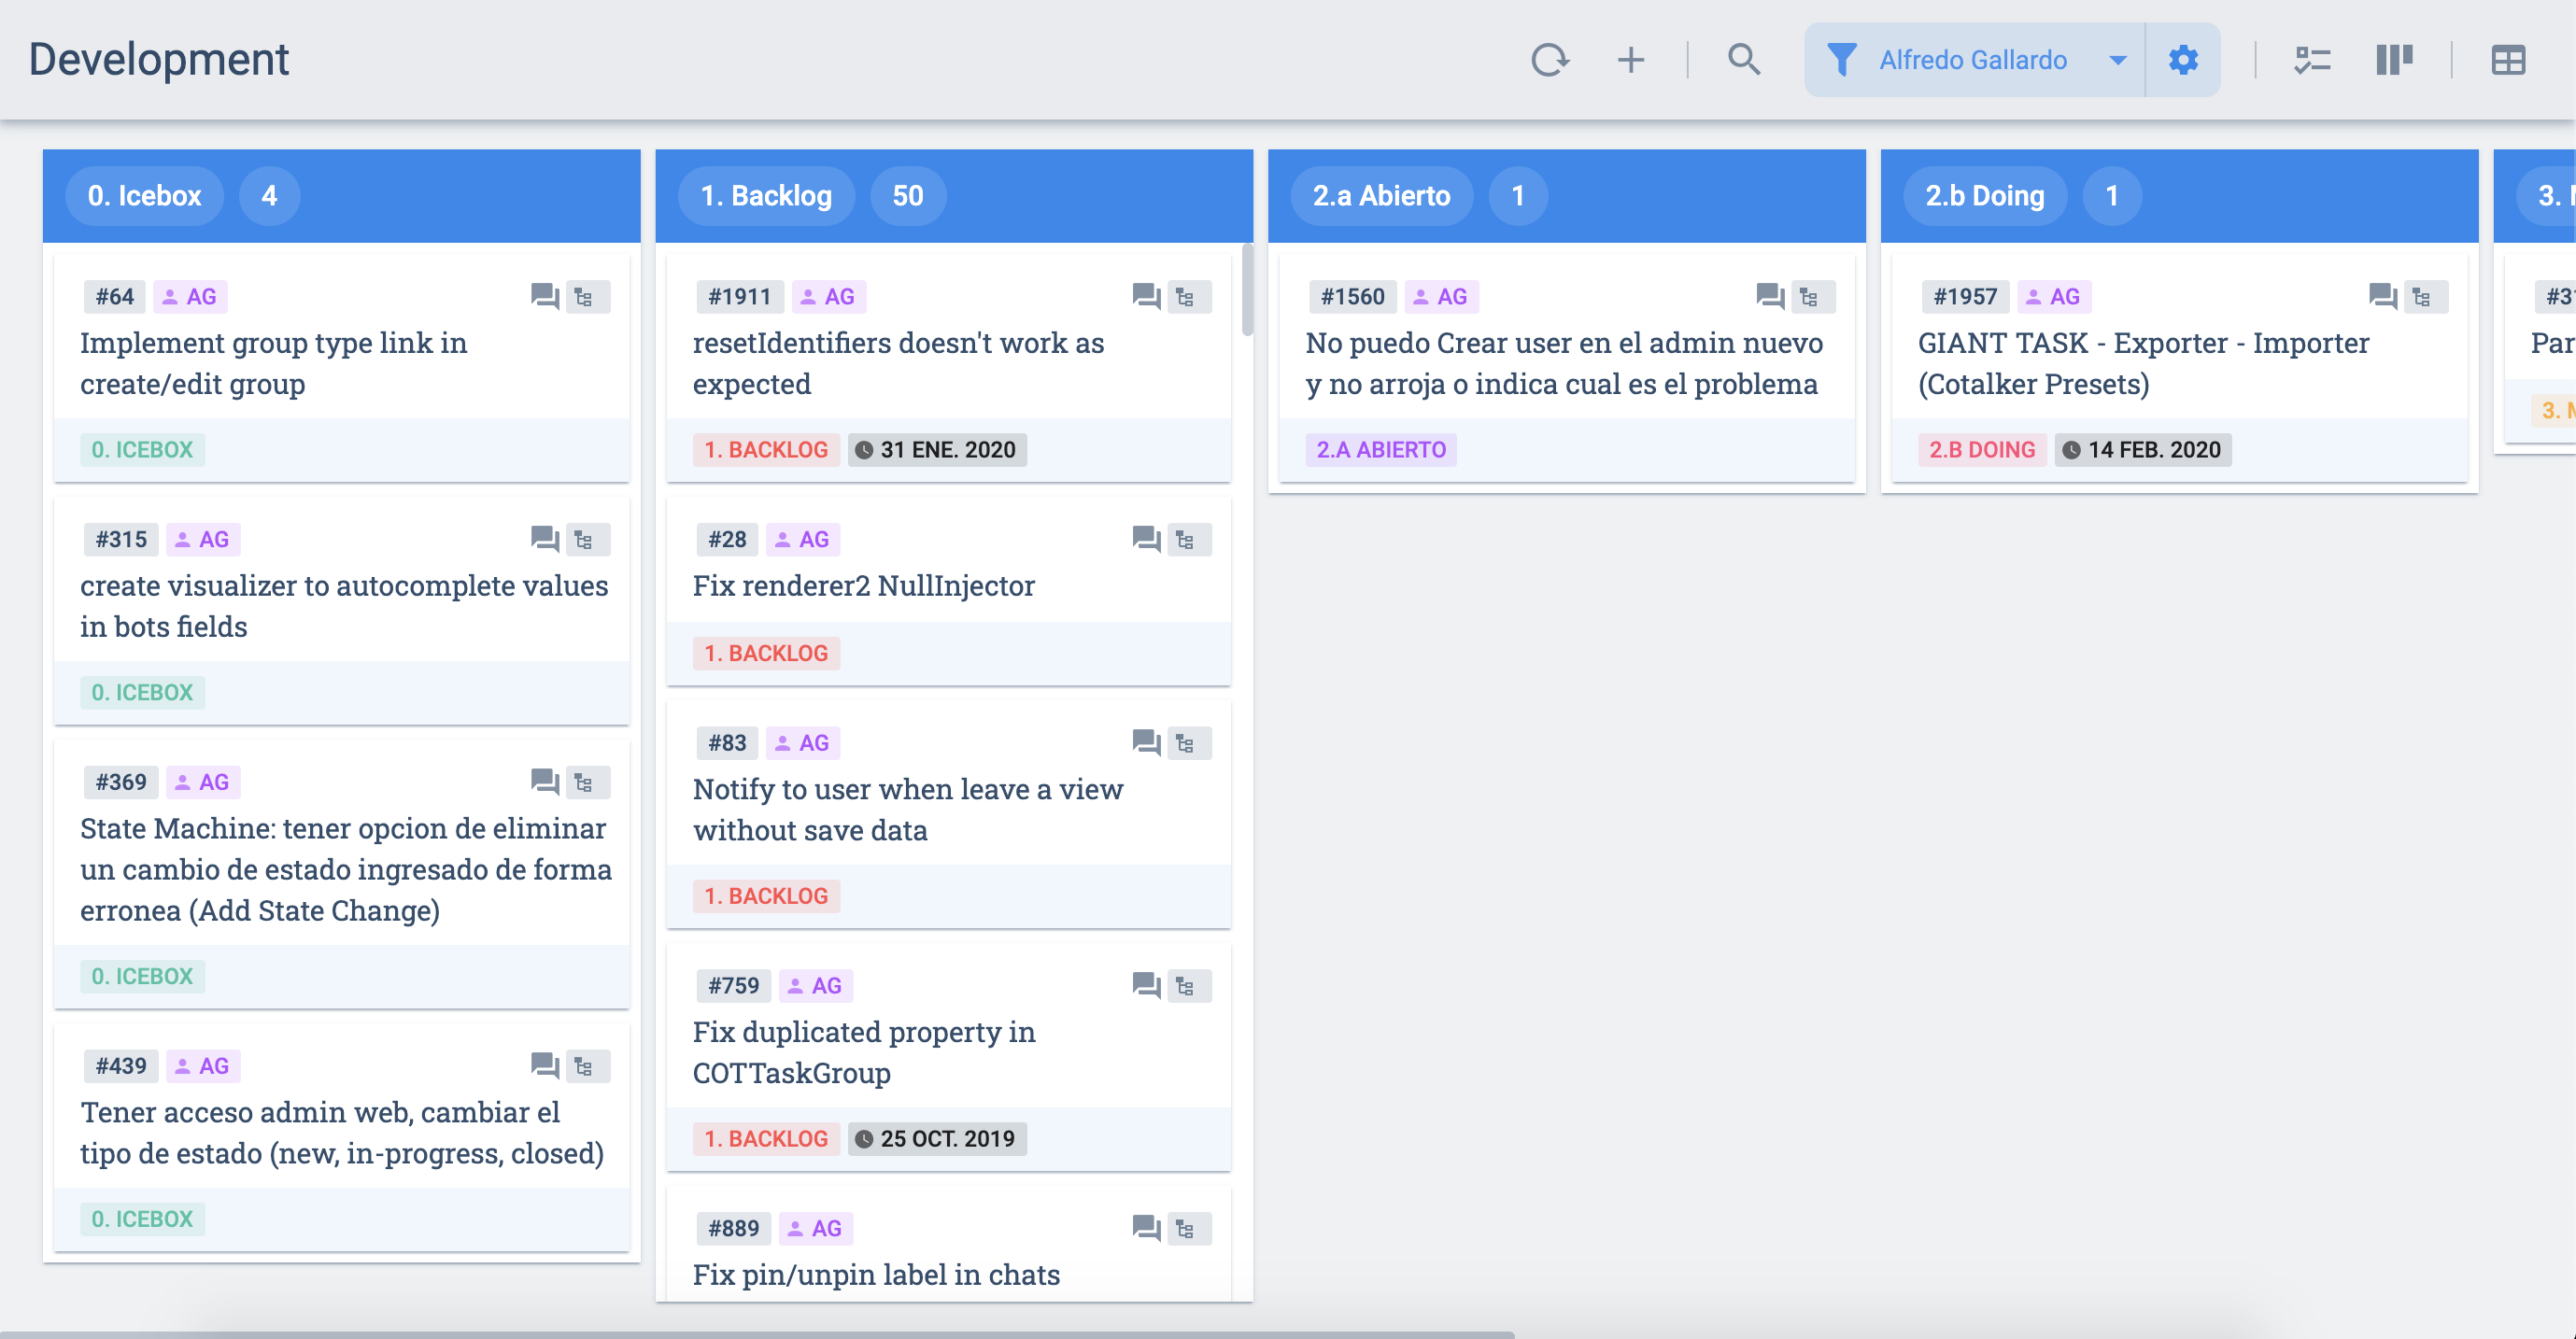 Development
Alfredo Gallardo
0. Icebox 4
#64 AG
Implement group type link in
create/edit group
0. ICEBOX
#315 AG
create visualizer to autocomplete values
in bots fields
0. ICEBOX
#369 AG
State Machine: tener opcion de eliminar
un cambio de estado ingresado de forma
erronea (Add State Change)
0. ICEBOX
#439 AG
Tener acceso admin web, cambiar el
tipo de estado (new, in-progress, closed)
0. ICEBOX
1. Backlog 50
#1911 AG
resetIdentifiers doesn't work as
expected
1. BACKLOG 31 ENE. 2020
#28 AG
Fix renderer2 NullInjector
1. BACKLOG
#83 AG
Notify to user when leave a view
without save data
1. BACKLOG
#759 AG
Fix duplicated property in
COTTaskGroup
1. BACKLOG 25 OCT. 2019
#889 AG
Fix pin/unpin label in chats
2.a Abierto 1
#1560 AG
No puedo Crear user en el admin nuevo
y no arroja o indica cual es el problema
2.A ABIERTO
2.b Doing 1
#1957 AG
GIANT TASK - Exporter - Importer
(Cotalker Presets)
2.B DOING 14 FEB. 2020
3.
Par
3.